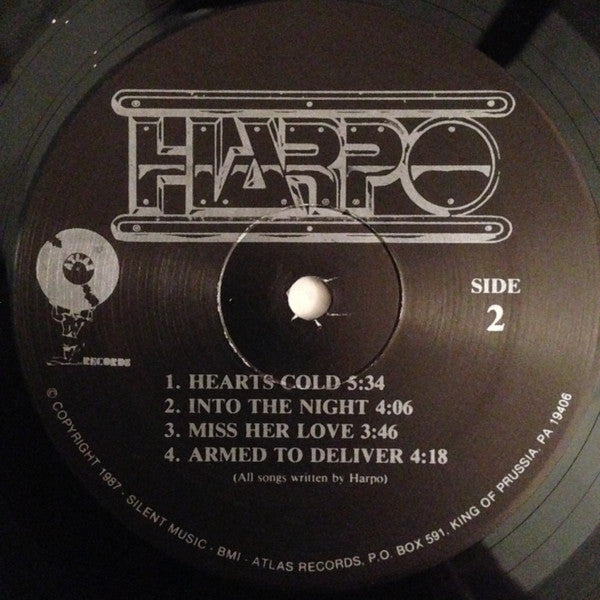 HARPO
ATLAS
RECORDS
SIDE
2
1. HEARTS COLD 5:34
2. INTO THE NIGHT 4:06
3. MISS HER LOVE 3:46
4. ARMED TO DELIVER 4:18
(All songs written by Harpo)
© COPYRIGHT 1987 - SILENT MUSIC - BMI - ATLAS RECORDS, P.O. BOX 591, KING OF PRUSSIA, PA 19406